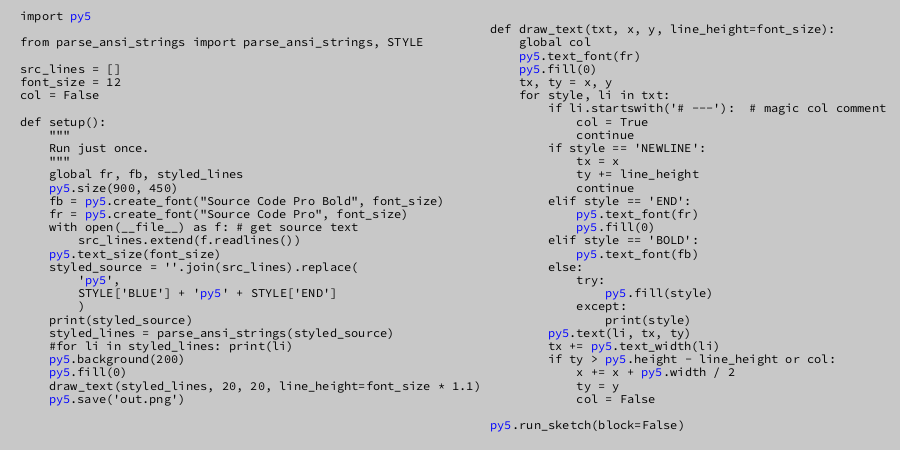 import py5

from parse_ansi_strings import parse_ansi_strings, STYLE

src_lines = []
font_size = 12
col = False

def setup():
    """
    Run just once.
    """
    global fr, fb, styled_lines
    py5.size(900, 450)
    fb = py5.create_font("Source Code Pro Bold", font_size)
    fr = py5.create_font("Source Code Pro", font_size)
    with open(__file__) as f: # get source text
        src_lines.extend(f.readlines())
    py5.text_size(font_size)
    styled_source = ''.join(src_lines).replace(
        'py5',
        STYLE['BLUE'] + 'py5' + STYLE['END']
        )
    print(styled_source)
    styled_lines = parse_ansi_strings(styled_source)
    #for li in styled_lines: print(li)
    py5.background(200)
    py5.fill(0)
    draw_text(styled_lines, 20, 20, line_height=font_size * 1.1)
    py5.save('out.png')

def draw_text(txt, x, y, line_height=font_size):
    global col
    py5.text_font(fr)
    py5.fill(0)
    tx, ty = x, y
    for style, li in txt:
        if li.startswith('# ---'):  # magic col comment
            col = True
            continue
        if style == 'NEWLINE':
            tx = x
            ty += line_height
            continue
        elif style == 'END':
            py5.text_font(fr)
            py5.fill(0)
        elif style == 'BOLD':
            py5.text_font(fb)
        else:
            try:
                py5.fill(style)
            except:
                print(style)
        py5.text(li, tx, ty)
        tx += py5.text_width(li)
        if ty > py5.height - line_height or col:
            x += x + py5.width / 2
            ty = y
            col = False

py5.run_sketch(block=False)